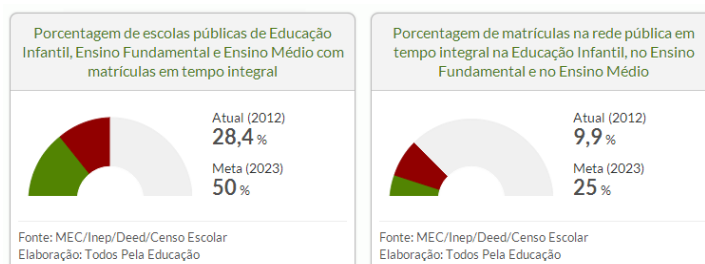 Porcentagem de escolas públicas de Educação
Infantil, Ensino Fundamental e Ensino Médio com
matrículas em tempo integral
Atual (2012)
28,4 %
Meta (2023)
50 %
Fonte: MEC/Inep/Deed/Censo Escolar
Elaboração: Todos Pela Educação
Porcentagem de matrículas na rede pública em
tempo integral na Educação Infantil, no Ensino
Fundamental e no Ensino Médio
Atual (2012)
9,9 %
Meta (2023)
25 %
Fonte: MEC/Inep/Deed/Censo Escolar
Elaboração: Todos Pela Educação